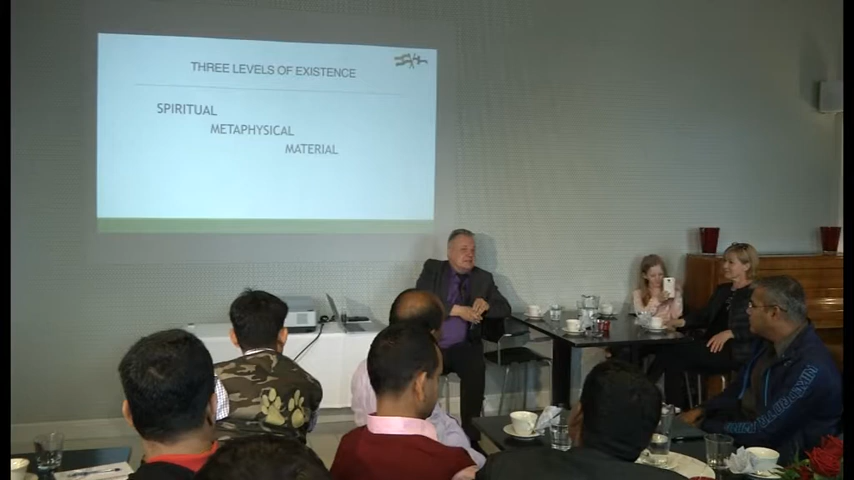 THREE LEVELS OF EXISTENCE
SPIRITUAL
METAPHYSICAL
MATERIAL